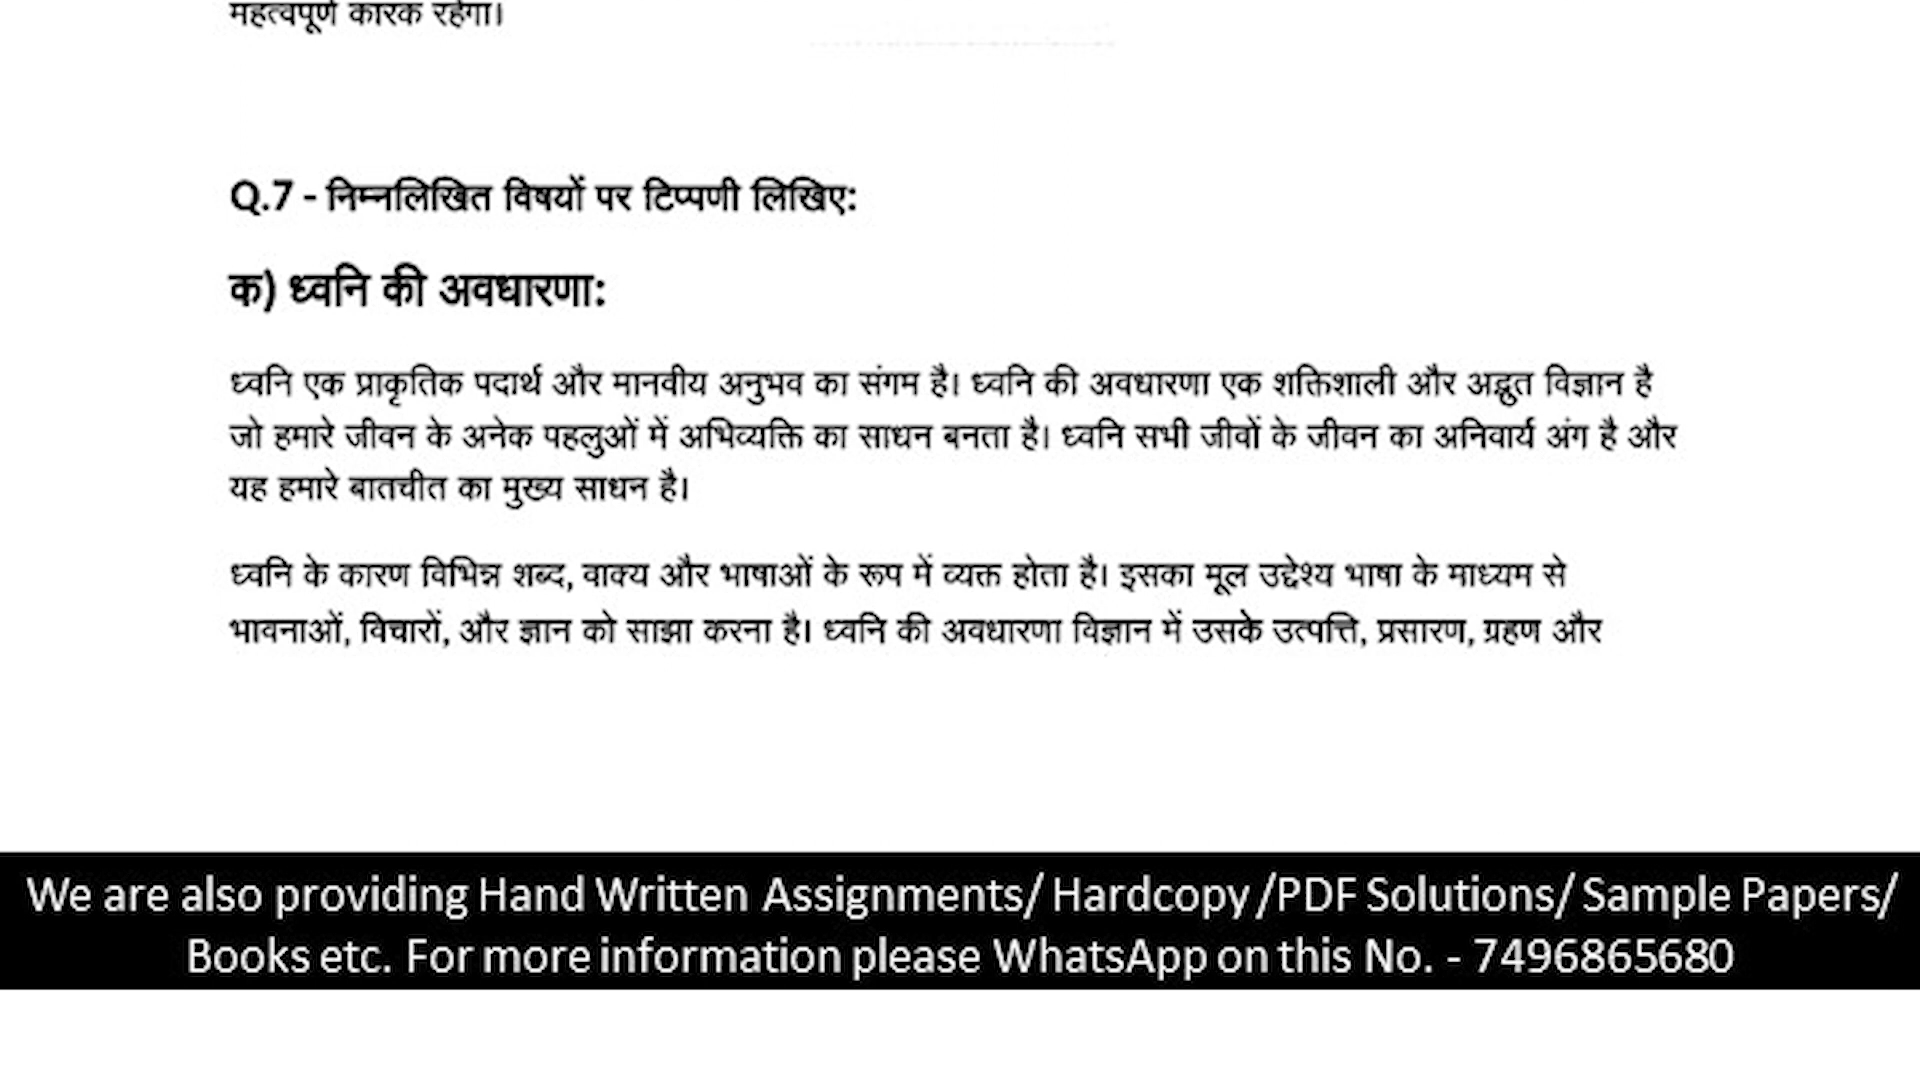 महत्वपूर्ण कारक रहेगा।
Q.7 - निम्नलिखित विषयों पर टिप्पणी लिखिए:
क) ध्वनि की अवधारणा:
ध्वनि एक प्राकृतिक पदार्थ और मानवीय अनुभव का संगम है। ध्वनि की अवधारणा एक शक्तिशाली और अद्भुत विज्ञान है
जो हमारे जीवन के अनेक पहलुओं में अभिव्यक्ति का साधन बनता है। ध्वनि सभी जीवों के जीवन का अनिवार्य अंग है और
यह हमारे बातचीत का मुख्य साधन है।
ध्वनि के कारण विभिन्न शब्द, वाक्य और भाषाओं के रूप में व्यक्त होता है। इसका मूल उद्देश्य भाषा के माध्यम से
भावनाओं, विचारों, और ज्ञान को साझा करना है। ध्वनि की अवधारणा विज्ञान में उसके उत्पत्ति, प्रसारण, ग्रहण और
We are also providing Hand Written Assignments/ Hardcopy /PDF Solutions/ Sample Papers/
Books etc. For more information please WhatsApp on this No. - 7496865680